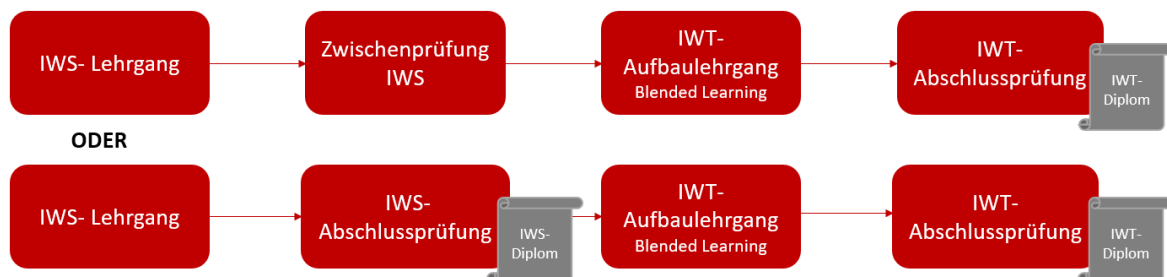 IWS- Lehrgang
Zwischenprüfung
IWS
IWT-
Aufbaulehrgang
Blended Learning
IWT-
Abschlussprüfung
IWT-
Diplom
ODER
IWS- Lehrgang
IWS-
Abschlussprüfung
IWS-
Diplom
IWT-
Aufbaulehrgang
Blended Learning
IWT-
Abschlussprüfung
IWT-
Diplom